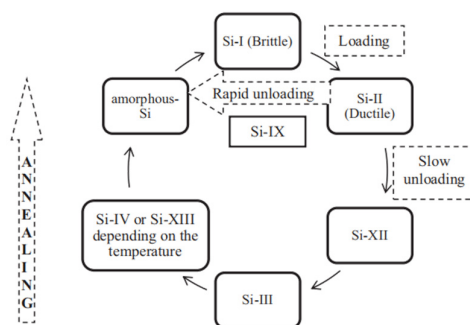 Si-I (Brittle)
Loading
amorphous-
Si
Rapid unloading
Si-II
(Ductile)
Si-IX
Slow
unloading
ANNEALING
Si-IV or Si-XIII
depending on the
temperature
Si-XII
Si-III